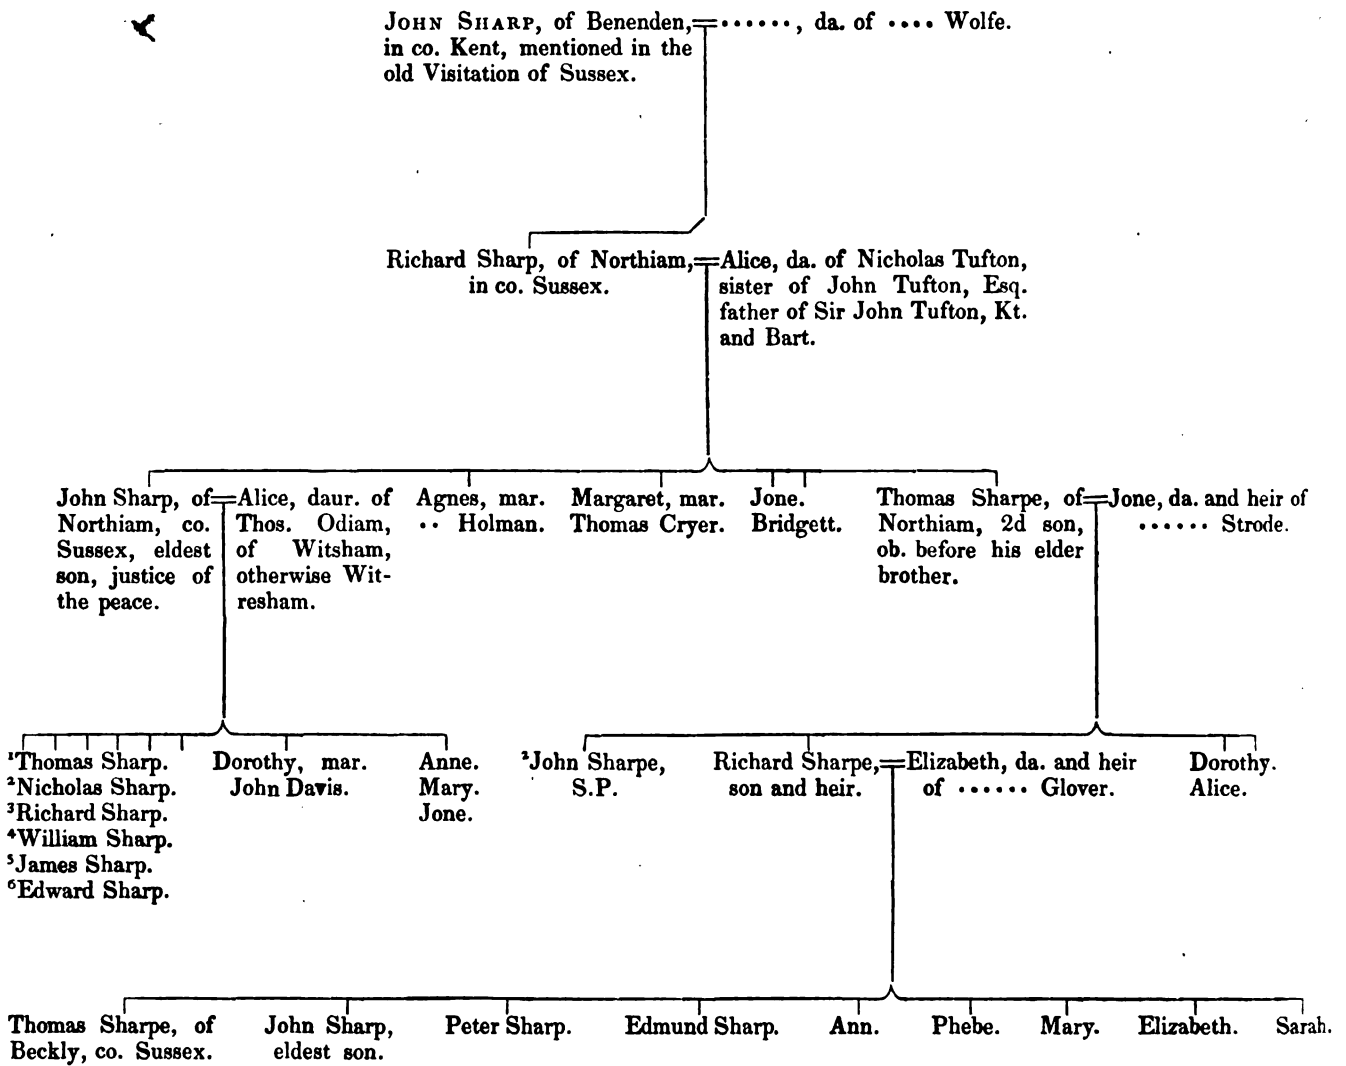 JOHN SHARP, of Benenden,=······, da. of ···· Wolfe.
in co. Kent, mentioned in the
old Visitation of Sussex.
Richard Sharp, of Northiam,=Alice, da. of Nicholas Tufton,
in co. Sussex.
sister of John Tufton, Esq.
father of Sir John Tufton, Kt.
and Bart.
John Sharp, of=
Northiam, co.
Sussex, eldest
son, justice of
the peace.
Alice, daur. of
Thos. Odiam,
of Witsham,
otherwise Wit-
resham.
Agnes, mar.
·· Holman.
Margaret, mar.
Thomas Cryer.
Jone.
Bridgett.
Thomas Sharpe, of=
Northiam, 2d son,
ob. before his elder
brother.
Jone, da. and heir of
······ Strode.
¹Thomas Sharp.
²Nicholas Sharp.
³Richard Sharp.
⁴William Sharp.
⁵James Sharp.
⁶Edward Sharp.
Dorothy, mar.
John Davis.
Anne.
Mary.
Jone.
²John Sharpe,
S.P.
Richard Sharpe,=
son and heir.
Elizabeth, da. and heir
of ······ Glover.
Dorothy.
Alice.
Thomas Sharpe, of
Beckly, co. Sussex.
John Sharp,
eldest son.
Peter Sharp.
Edmund Sharp.
Ann.
Phebe.
Mary.
Elizabeth.
Sarah.